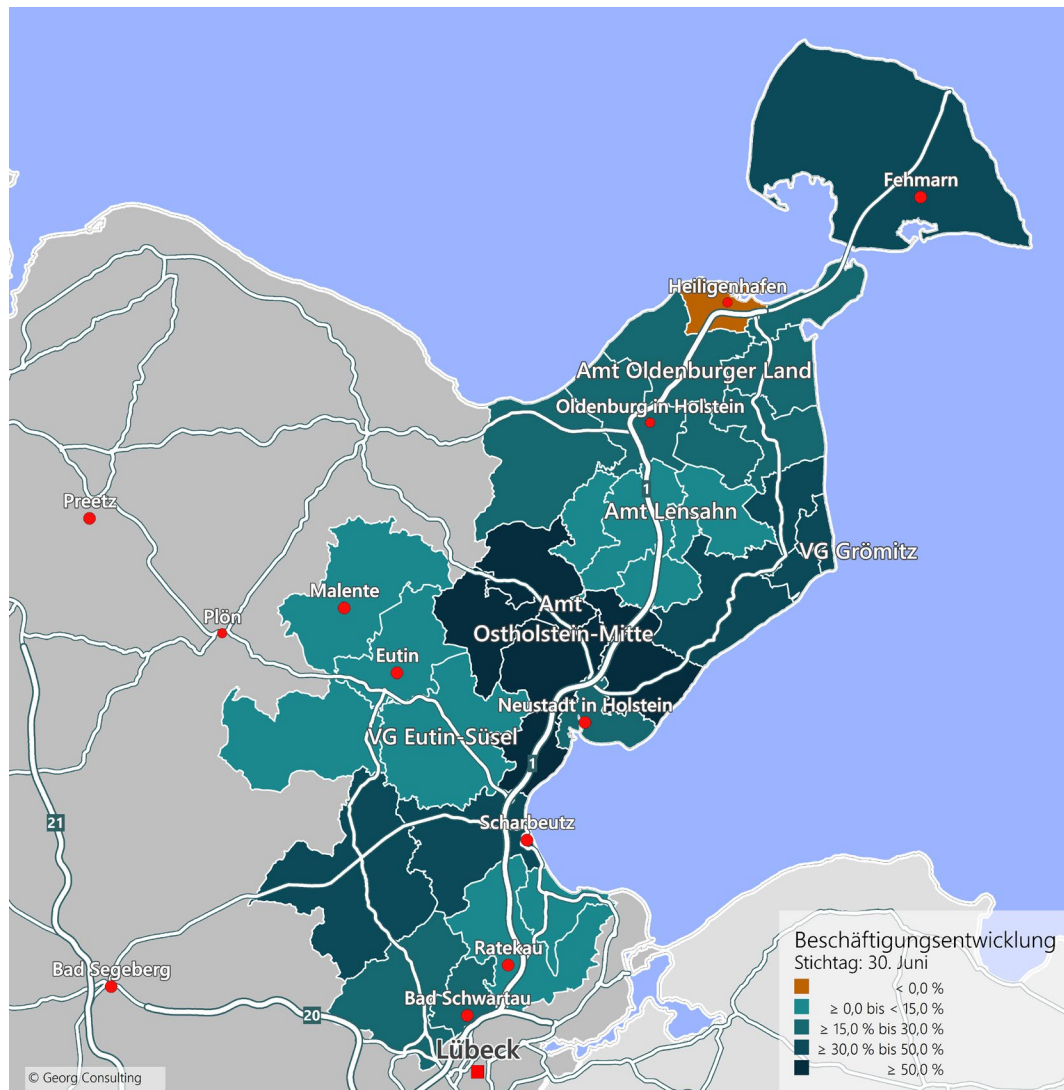 Fehmarn
Heiligenhafen
Amt Oldenburger Land
Oldenburg in Holstein
1
Preetz
Amt Lensahn
VG Grömitz
Malente
Amt
Ostholstein-Mitte
Plön
Eutin
Neustadt in Holstein
VG Eutin-Süsel
1
21
Scharbeutz
Ratekau
Bad Segeberg
Bad Schwartau
20
Lübeck
Beschäftigungsentwicklung
Stichtag: 30. Juni
< 0,0 %
≥ 0,0 bis < 15,0 %
≥ 15,0 % bis 30,0 %
≥ 30,0 % bis 50,0 %
≥ 50,0 %
© Georg Consulting